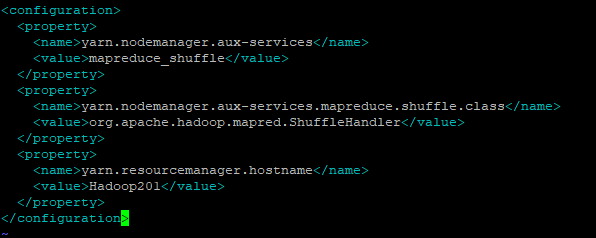 <configuration>
  <property>
    <name>yarn.nodemanager.aux-services</name>
    <value>mapreduce_shuffle</value>
  </property>
  <property>
    <name>yarn.nodemanager.aux-services.mapreduce.shuffle.class</name>
    <value>org.apache.hadoop.mapred.ShuffleHandler</value>
  </property>
  <property>
    <name>yarn.resourcemanager.hostname</name>
    <value>Hadoop201</value>
  </property>
</configuration>
~